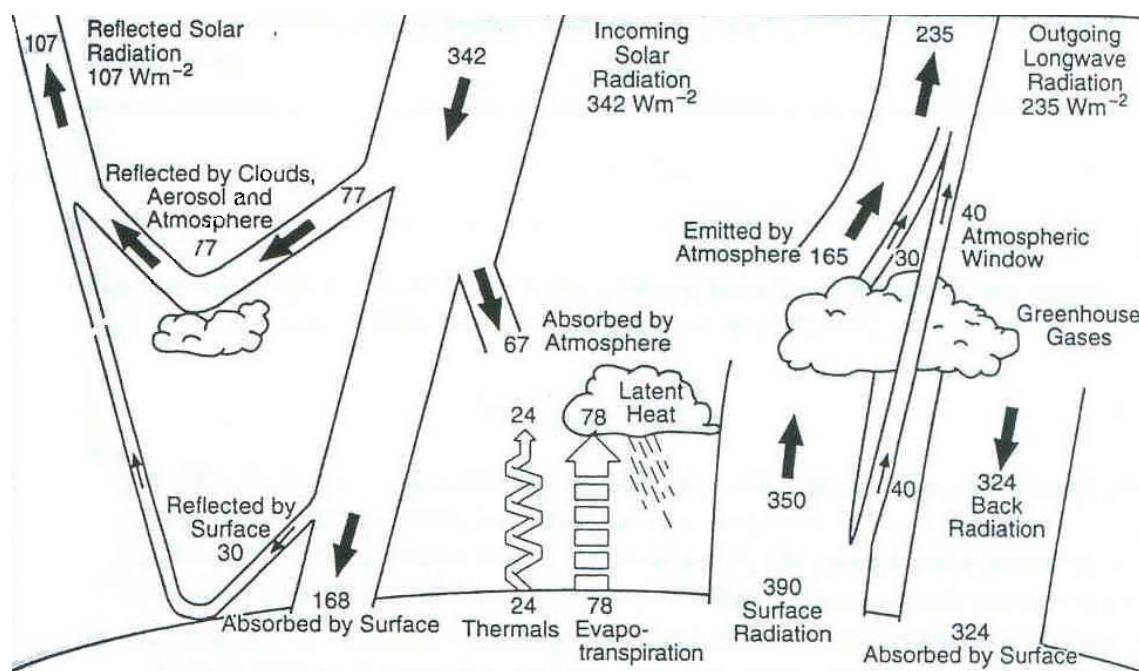 107
Reflected Solar
Radiation
107 Wm⁻²
342
Incoming
Solar
Radiation
342 Wm⁻²
235
Outgoing
Longwave
Radiation
235 Wm⁻²
Reflected by Clouds,
Aerosol and
Atmosphere
77
77
Emitted by
Atmosphere
165
30
40
Atmospheric
Window
Greenhouse
Gases
67
Absorbed by
Atmosphere
Latent
Heat
24
78
350
40
324
Back
Radiation
Reflected by
Surface
30
168
Absorbed by Surface
24
Thermals
78
Evapo-
transpiration
390
Surface
Radiation
324
Absorbed by Surface